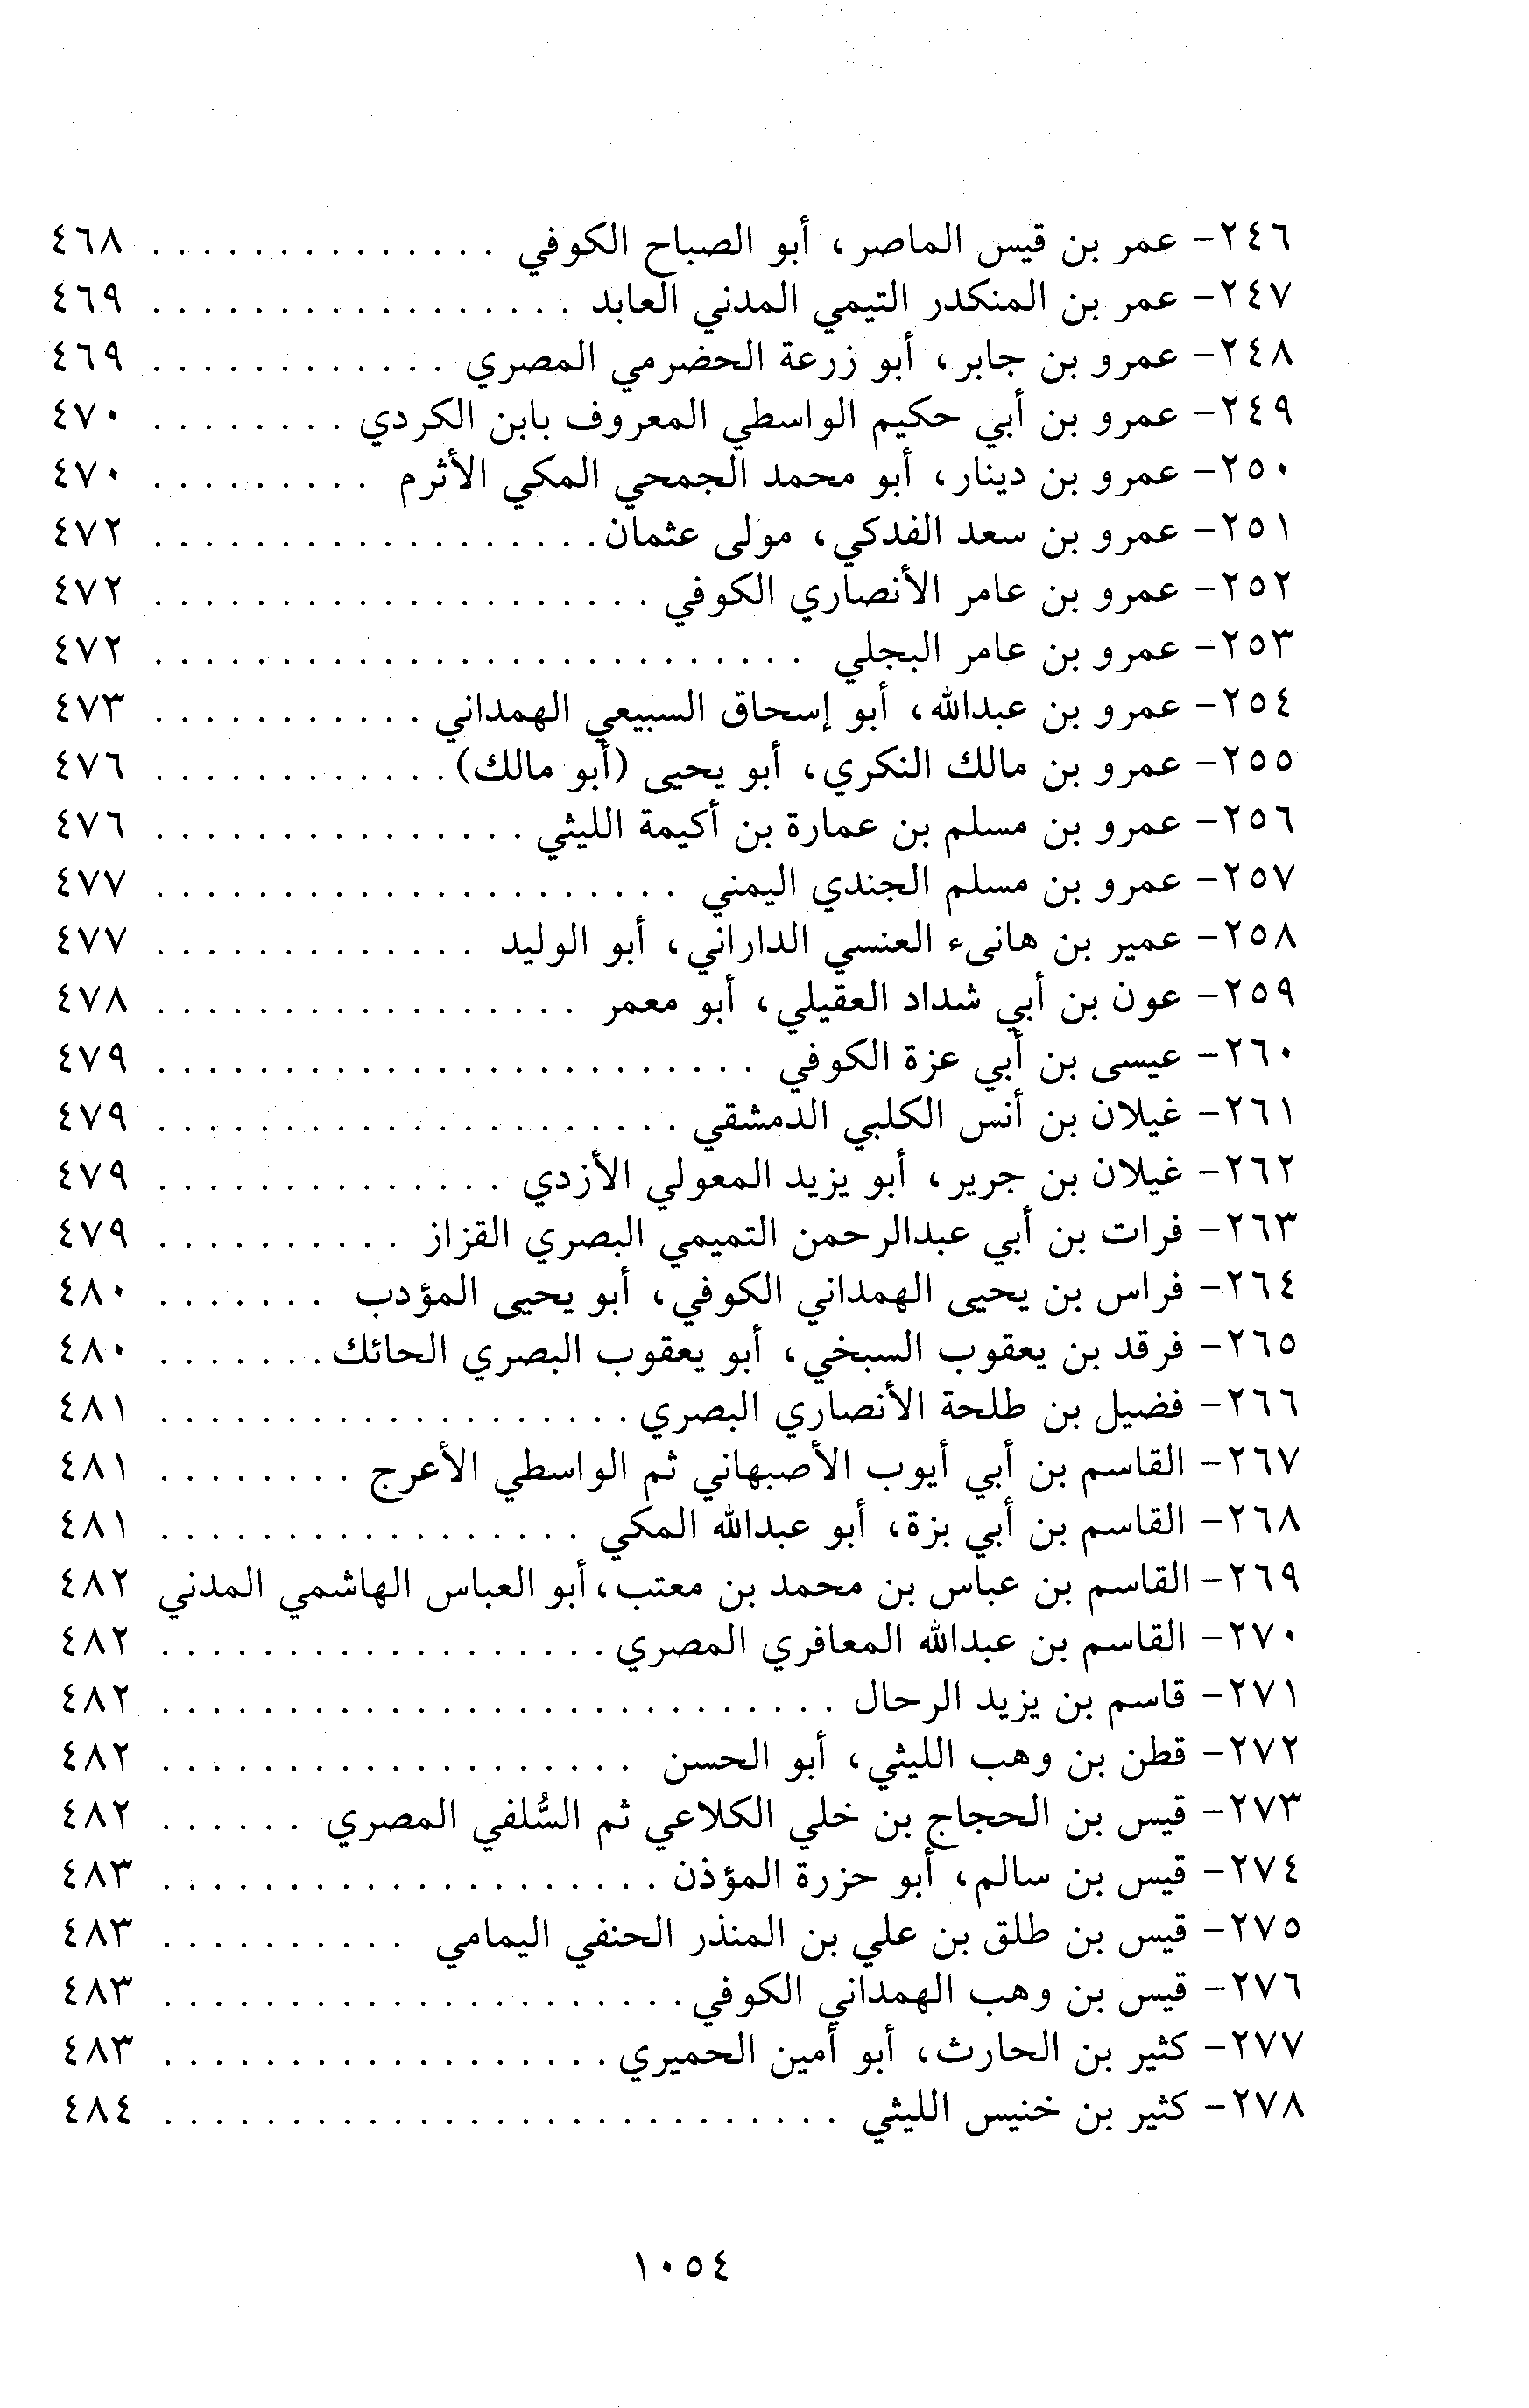 ٢٤٦- عمر بن قيس الماصر، أبو الصباح الكوفي . . . . . . . . . . . . . . ٤٦٨
٢٤٧- عمر بن المنكدر التيمي المدني العابد . . . . . . . . . . . . . . . . . ٤٦٩
٢٤٨- عمرو بن جابر، أبو زرعة الحضرمي المصري . . . . . . . . . . . . ٤٦٩
٢٤٩- عمرو بن أبي حكيم الواسطي المعروف بابن الكردي . . . . . . . . ٤٧٠
٢٥٠- عمرو بن دينار، أبو محمد الجمحي المكي الأثرم . . . . . . . . . ٤٧٠
٢٥١- عمرو بن سعد الفدكي، مولى عثمان . . . . . . . . . . . . . . . . . . ٤٧٢
٢٥٢- عمرو بن عامر الأنصاري الكوفي . . . . . . . . . . . . . . . . . . . . ٤٧٢
٢٥٣- عمرو بن عامر البجلي . . . . . . . . . . . . . . . . . . . . . . . . . . ٤٧٢
٢٥٤- عمرو بن عبدالله، أبو إسحاق السبيعي الهمداني . . . . . . . . . . . ٤٧٣
٢٥٥- عمرو بن مالك النكري، أبو يحيى (أبو مالك) . . . . . . . . . . . . ٤٧٦
٢٥٦- عمرو بن مسلم بن عمارة بن أكيمة الليثي . . . . . . . . . . . . . . . ٤٧٦
٢٥٧- عمرو بن مسلم الجندي اليمني . . . . . . . . . . . . . . . . . . . . . ٤٧٧
٢٥٨- عمير بن هانىء العنسي الداراني، أبو الوليد . . . . . . . . . . . . . ٤٧٧
٢٥٩- عون بن أبي شداد العقيلي، أبو معمر . . . . . . . . . . . . . . . . . ٤٧٨
٢٦٠- عيسى بن أبي عزة الكوفي . . . . . . . . . . . . . . . . . . . . . . . . ٤٧٩
٢٦١- غيلان بن أنس الكلبي الدمشقي . . . . . . . . . . . . . . . . . . . . . ٤٧٩
٢٦٢- غيلان بن جرير، أبو يزيد المعولي الأزدي . . . . . . . . . . . . . . ٤٧٩
٢٦٣- فرات بن أبي عبدالرحمن التميمي البصري القزاز . . . . . . . . . . ٤٧٩
٢٦٤- فراس بن يحيى الهمداني الكوفي، أبو يحيى المؤدب . . . . . . . ٤٨٠
٢٦٥- فرقد بن يعقوب السبخي، أبو يعقوب البصري الحائك . . . . . . . ٤٨٠
٢٦٦- فضيل بن طلحة الأنصاري البصري . . . . . . . . . . . . . . . . . . . ٤٨١
٢٦٧- القاسم بن أبي أيوب الأصبهاني ثم الواسطي الأعرج . . . . . . . . ٤٨١
٢٦٨- القاسم بن أبي بزة، أبو عبدالله المكي . . . . . . . . . . . . . . . . . ٤٨١
٢٦٩- القاسم بن عباس بن محمد بن معتب، أبو العباس الهاشمي المدني ٤٨٢
٢٧٠- القاسم بن عبدالله المعافري المصري . . . . . . . . . . . . . . . . . . ٤٨٢
٢٧١- قاسم بن يزيد الرحال . . . . . . . . . . . . . . . . . . . . . . . . . . . ٤٨٢
٢٧٢- قطن بن وهب الليثي، أبو الحسن . . . . . . . . . . . . . . . . . . . ٤٨٢
٢٧٣- قيس بن الحجاج بن خلي الكلاعي ثم السُّلفي المصري . . . . . . ٤٨٢
٢٧٤- قيس بن سالم، أبو حزرة المؤذن . . . . . . . . . . . . . . . . . . . . ٤٨٣
٢٧٥- قيس بن طلق بن علي بن المنذر الحنفي اليمامي . . . . . . . . . . ٤٨٣
٢٧٦- قيس بن وهب الهمداني الكوفي . . . . . . . . . . . . . . . . . . . . . ٤٨٣
٢٧٧- كثير بن الحارث، أبو أمين الحميري . . . . . . . . . . . . . . . . . . ٤٨٣
٢٧٨- كثير بن خنيس الليثي . . . . . . . . . . . . . . . . . . . . . . . . . . . ٤٨٤
١٠٥٤